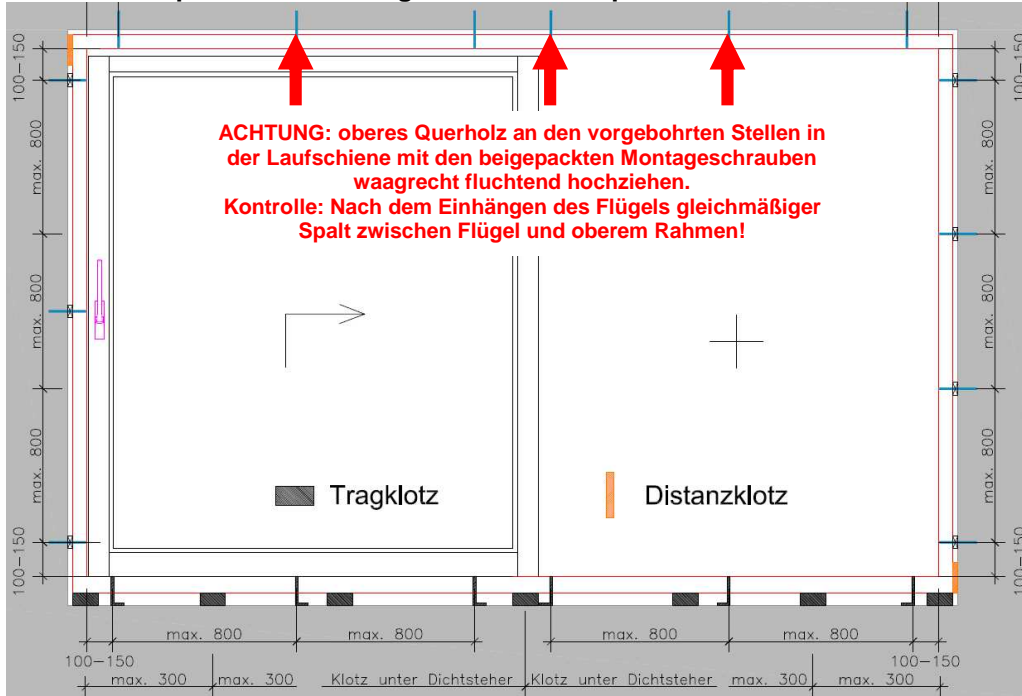 100-150
100-150
max. 800
max. 800
ACHTUNG: oberes Querholz an den vorgebohrten Stellen in
der Laufschiene mit den beigepackten Montageschrauben
waagrecht fluchtend hochziehen.
Kontrolle: Nach dem Einhängen des Flügels gleichmäßiger
Spalt zwischen Flügel und oberem Rahmen!
max. 800
max. 800
max. 800
max. 800
Tragklotz
Distanzklotz
100-150
100-150
max. 800
max. 800
max. 800
max. 800
100-150
100-150
max. 300
max. 300
Klotz unter Dichtsteher
Klotz unter Dichtsteher
max. 300
max. 300